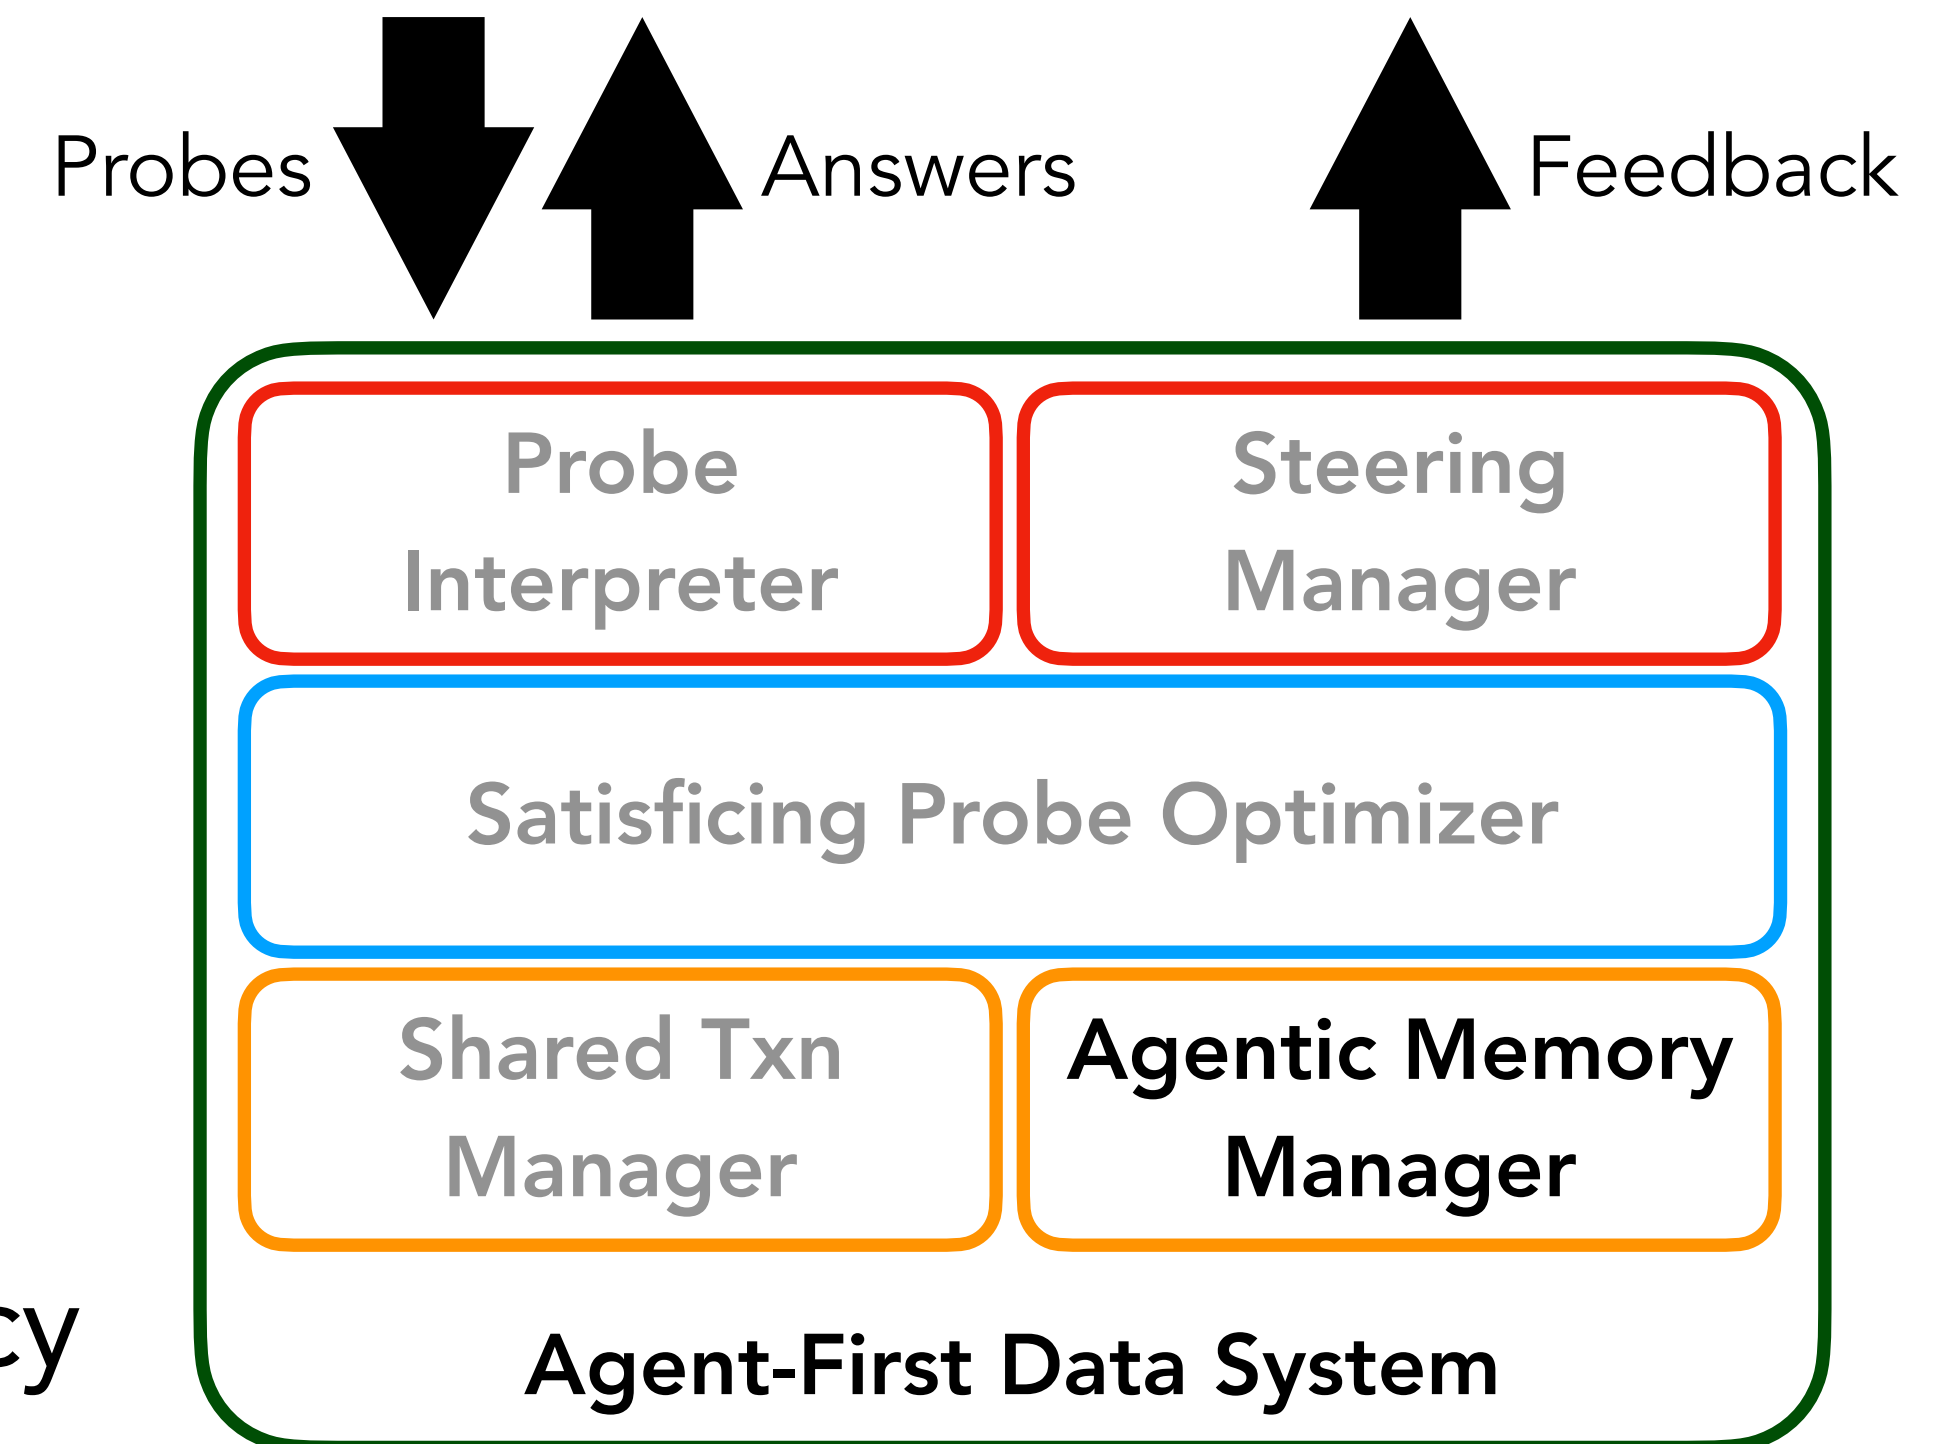 Probes
Answers
Feedback
Probe
Interpreter
Steering
Manager
Satisficing Probe Optimizer
Shared Txn
Manager
Agentic Memory
Manager
cy
Agent-First Data System